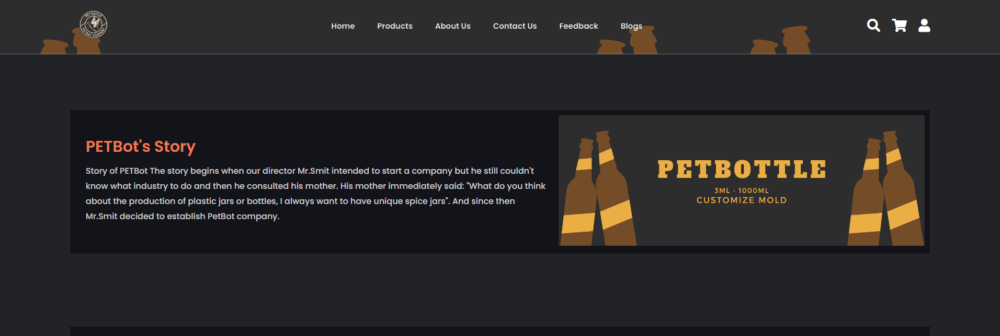 PET BOTTLE
PETBOT COMPANY
Home Products About Us Contact Us Feedback Blogs
PETBot's Story
Story of PETBot The story begins when our director Mr.Smit intended to start a company but he still couldn't
know what industry to do and then he consulted his mother. His mother immediately said: "What do you think
about the production of plastic jars or bottles, I always want to have unique spice jars". And since then
Mr.Smit decided to establish PetBot company.
PETBOTTLE
3ML - 1000ML
CUSTOMIZE MOLD